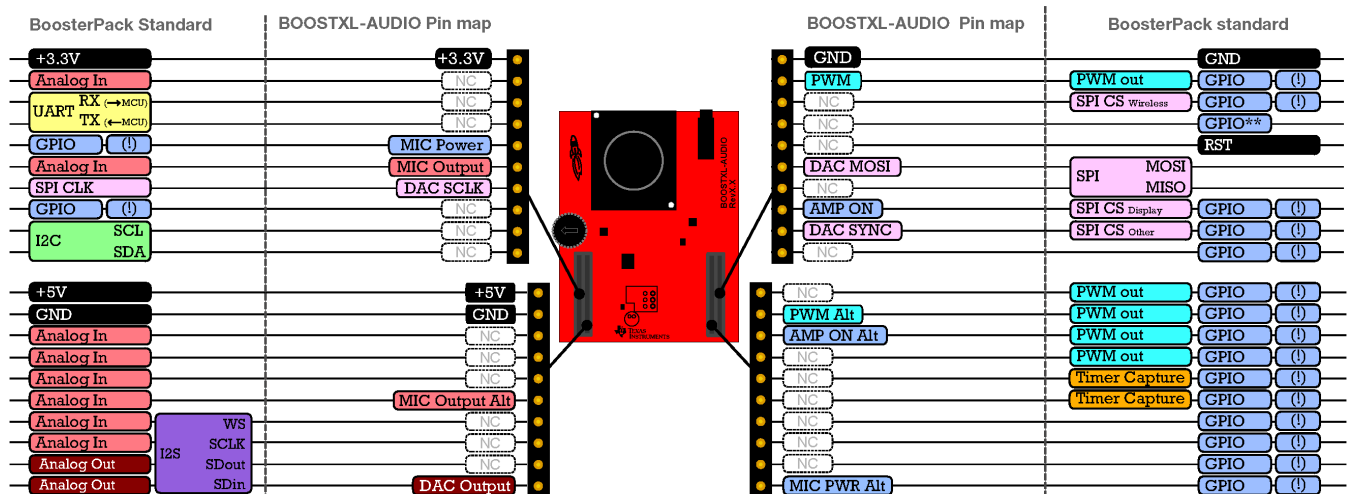 BoosterPack Standard BOOSTXL-AUDIO Pin map BOOSTXL-AUDIO Pin map BoosterPack standard
+3.3V +3.3V GND GND
Analog In NC PWM PWM out GPIO (!)
UART RX (→MCU) NC NC SPI CS Wireless GPIO (!)
TX (←MCU) NC NC GPIO**
GPIO (!) MIC Power NC RST
Analog In MIC Output DAC MOSI SPI MOSI
SPI CLK DAC SCLK NC MISO
GPIO (!) NC AMP ON SPI CS Display GPIO (!)
I2C SCL NC DAC SYNC SPI CS Other GPIO (!)
SDA NC NC GPIO (!)
BOOSTXL-AUDIO
RevX.X
+5V +5V NC PWM out GPIO (!)
GND GND PWM Alt PWM out GPIO (!)
Analog In NC AMP ON Alt PWM out GPIO (!)
TEXAS
INSTRUMENTS
Analog In NC NC PWM out GPIO (!)
Analog In NC NC Timer Capture GPIO (!)
Analog In MIC Output Alt NC Timer Capture GPIO (!)
Analog In I2S WS NC NC GPIO (!)
Analog In SCLK NC NC GPIO (!)
Analog Out SDout NC NC GPIO (!)
Analog Out SDin DAC Output MIC PWR Alt GPIO (!)